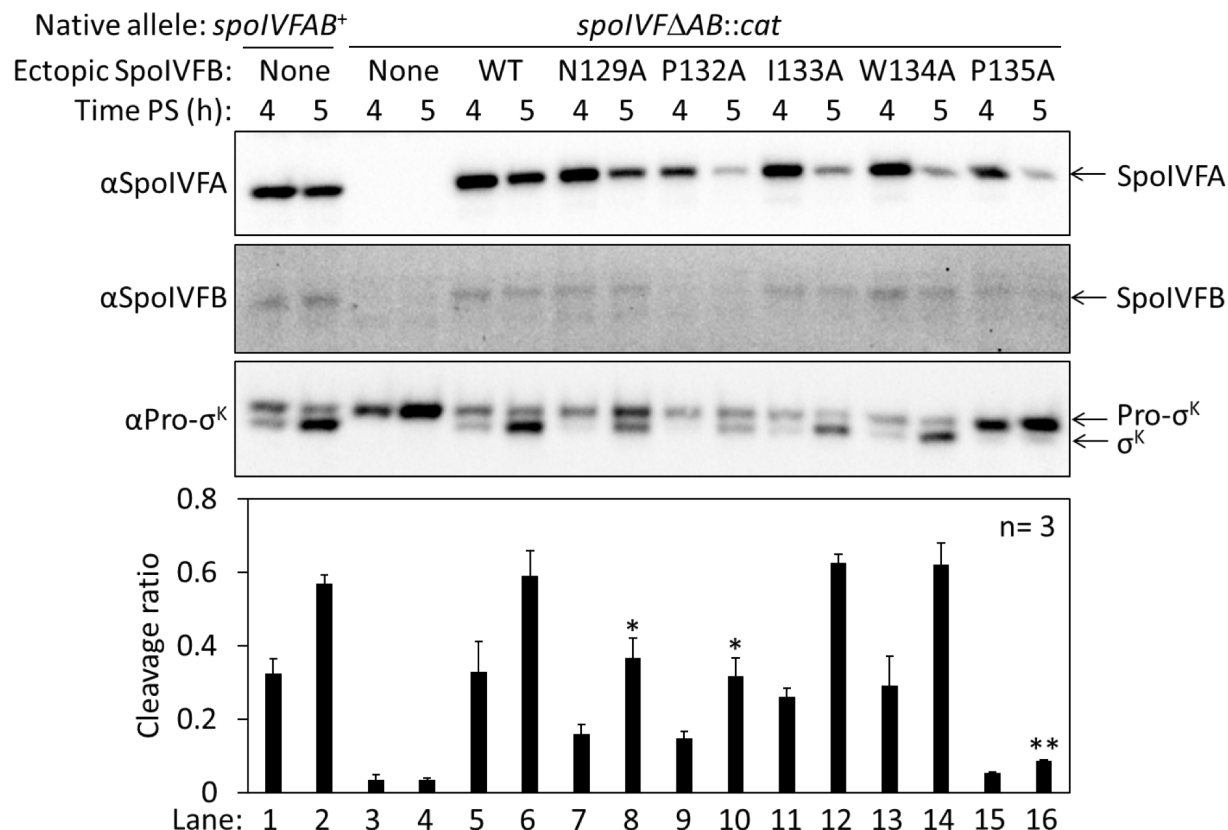 Native allele: spoIVFAB⁺ spoIVFΔAB::cat
Ectopic SpoIVFB: None None WT N129A P132A I133A W134A P135A
Time PS (h): 4 5 4 5 4 5 4 5 4 5 4 5 4 5 4 5
αSpoIVFA SpoIVFA
αSpoIVFB SpoIVFB
αPro-σᴷ Pro-σᴷ
σᴷ
0.8
n= 3
0.6
0.4
0.2
0
Cleavage ratio
* * **
Lane: 1 2 3 4 5 6 7 8 9 10 11 12 13 14 15 16